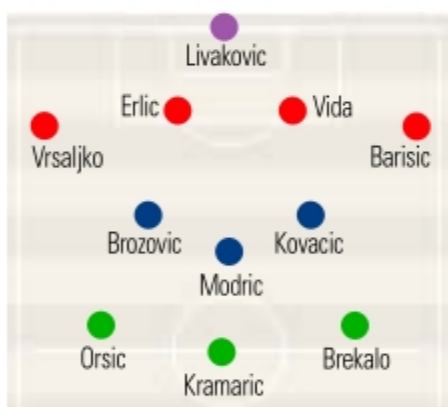 Livakovic
Erlic
Vida
Vrsaljko
Barisic
Brozovic
Kovacic
Modric
Orsic
Brekalo
Kramaric